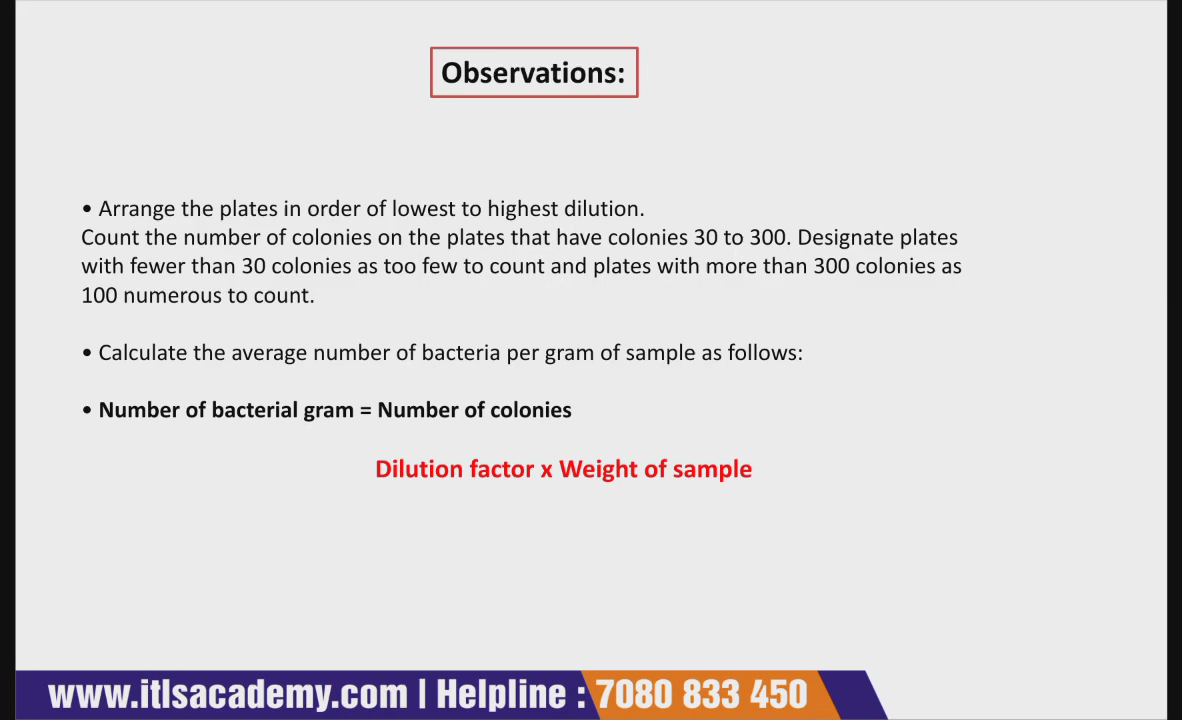 Observations:
• Arrange the plates in order of lowest to highest dilution.
Count the number of colonies on the plates that have colonies 30 to 300. Designate plates
with fewer than 30 colonies as too few to count and plates with more than 300 colonies as
100 numerous to count.
• Calculate the average number of bacteria per gram of sample as follows:
• Number of bacterial gram = Number of colonies
Dilution factor x Weight of sample
www.itlsacademy.com | Helpline : 7080 833 450